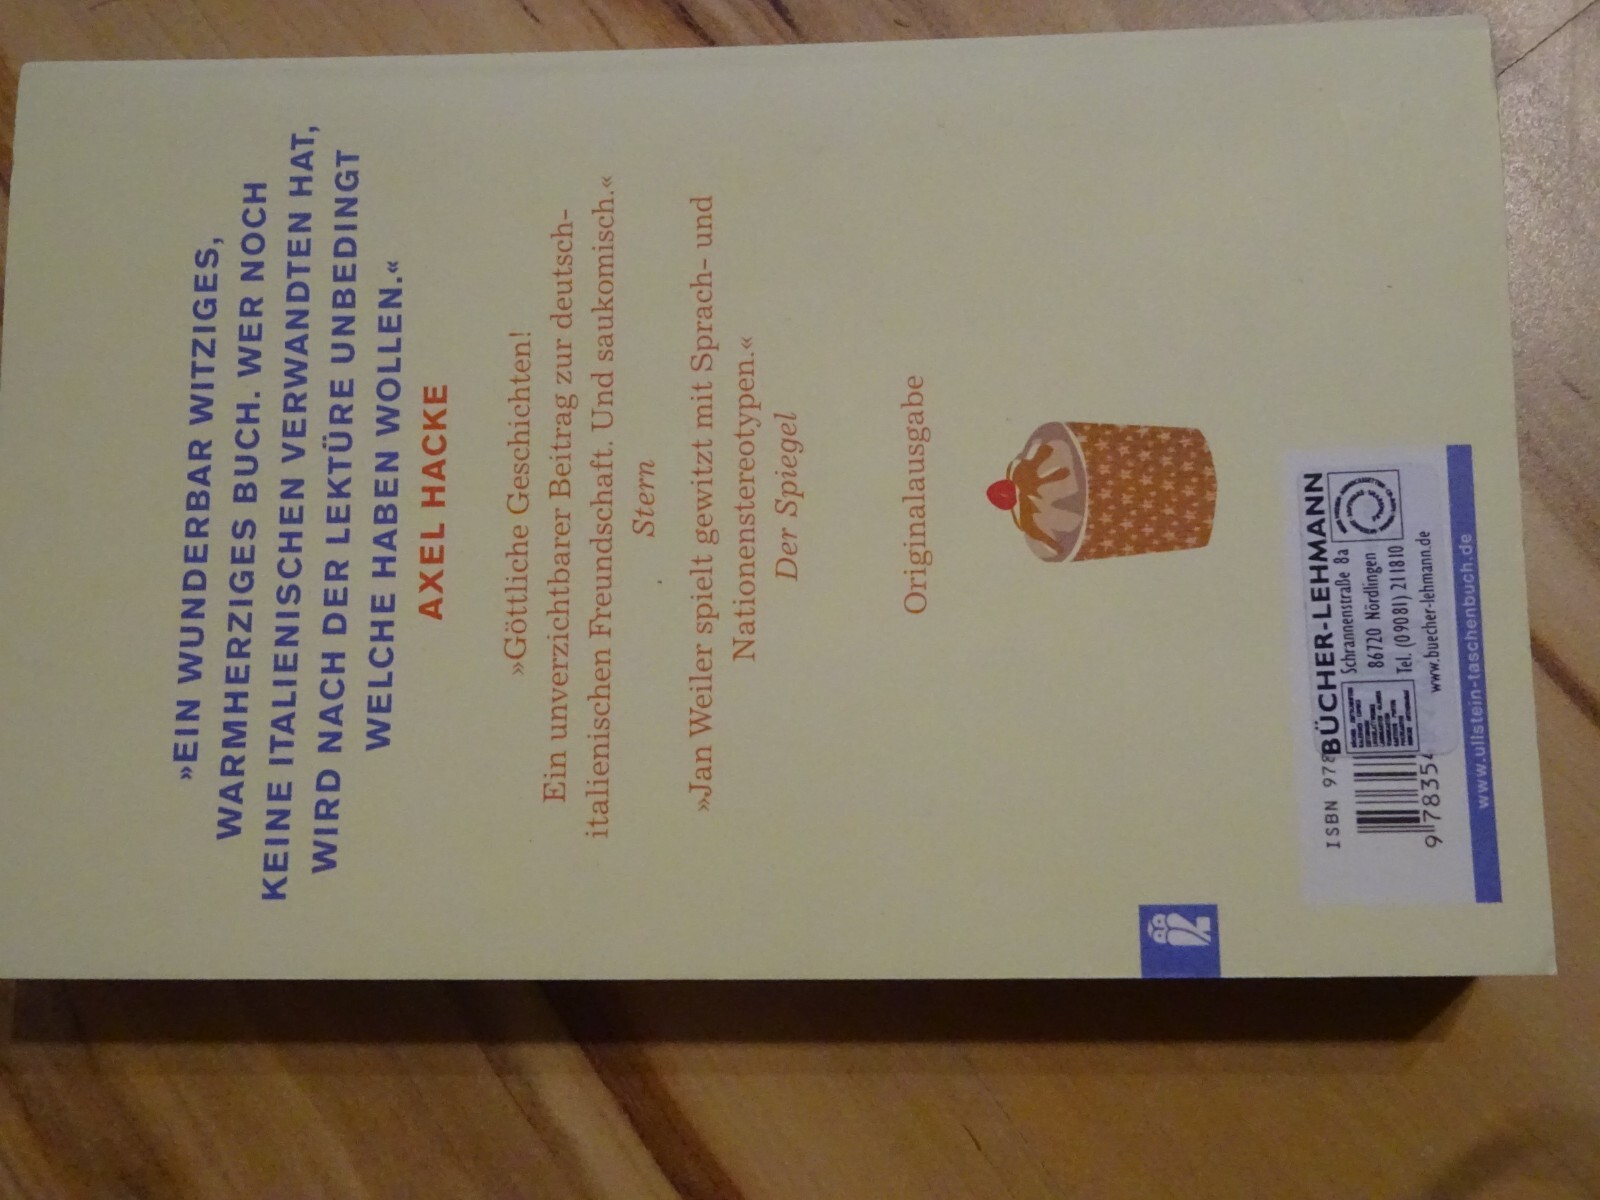 »EIN WUNDERBAR WITZIGES,
WARMHERZIGES BUCH. WER NOCH
KEINE ITALIENISCHEN VERWANDTEN HAT,
WIRD NACH DER LEKTÜRE UNBEDINGT
WELCHE HABEN WOLLEN.«
AXEL HACKE
»Göttliche Geschichten!
Ein unverzichtbarer Beitrag zur deutsch-
italienischen Freundschaft. Und saukomisch.«
Stern
»Jan Weiler spielt gewitzt mit Sprach- und
Nationenstereotypen.«
Der Spiegel
Originalausgabe
ISBN 978
BÜCHER-LEHMANN
Schrannenstraße 8a
86720 Nördlingen
Tel. (09081) 211810
www.buecher-lehmann.de
9 78354
www.ullstein-taschenbuch.de